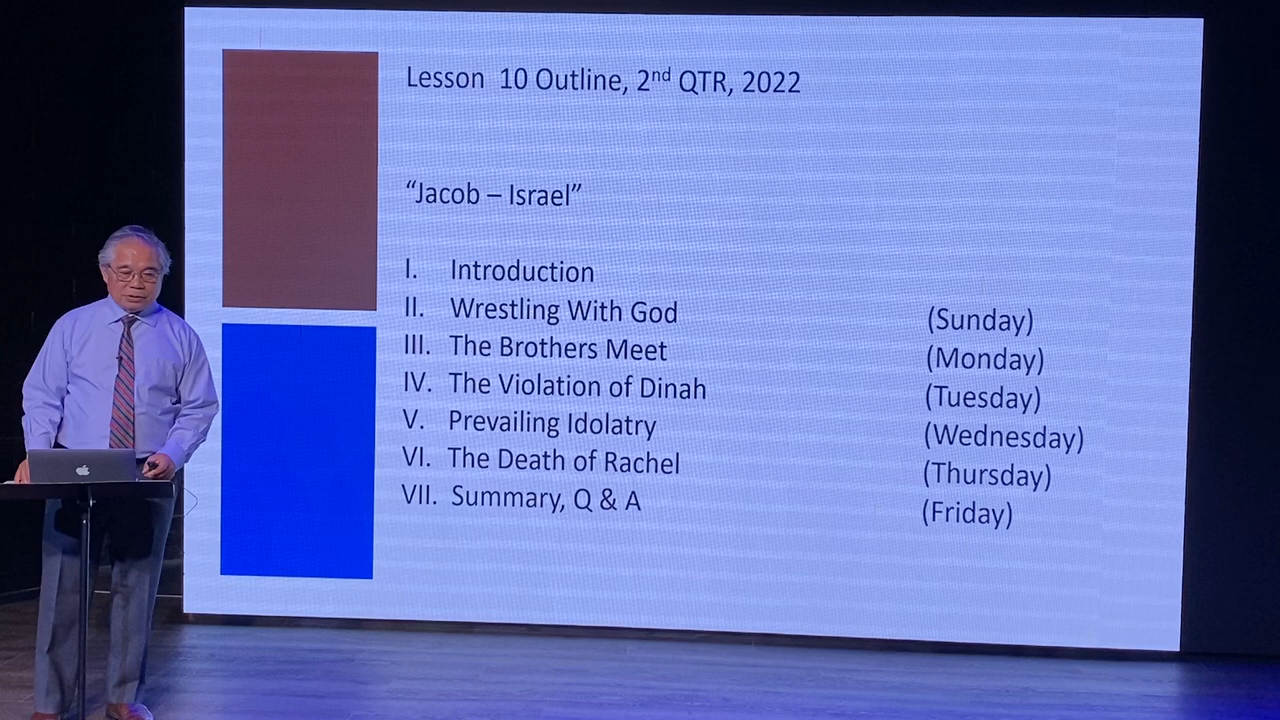 Lesson 10 Outline, 2nd QTR, 2022
“Jacob – Israel”
I. Introduction
II. Wrestling With God (Sunday)
III. The Brothers Meet (Monday)
IV. The Violation of Dinah (Tuesday)
V. Prevailing Idolatry (Wednesday)
VI. The Death of Rachel (Thursday)
VII. Summary, Q & A (Friday)